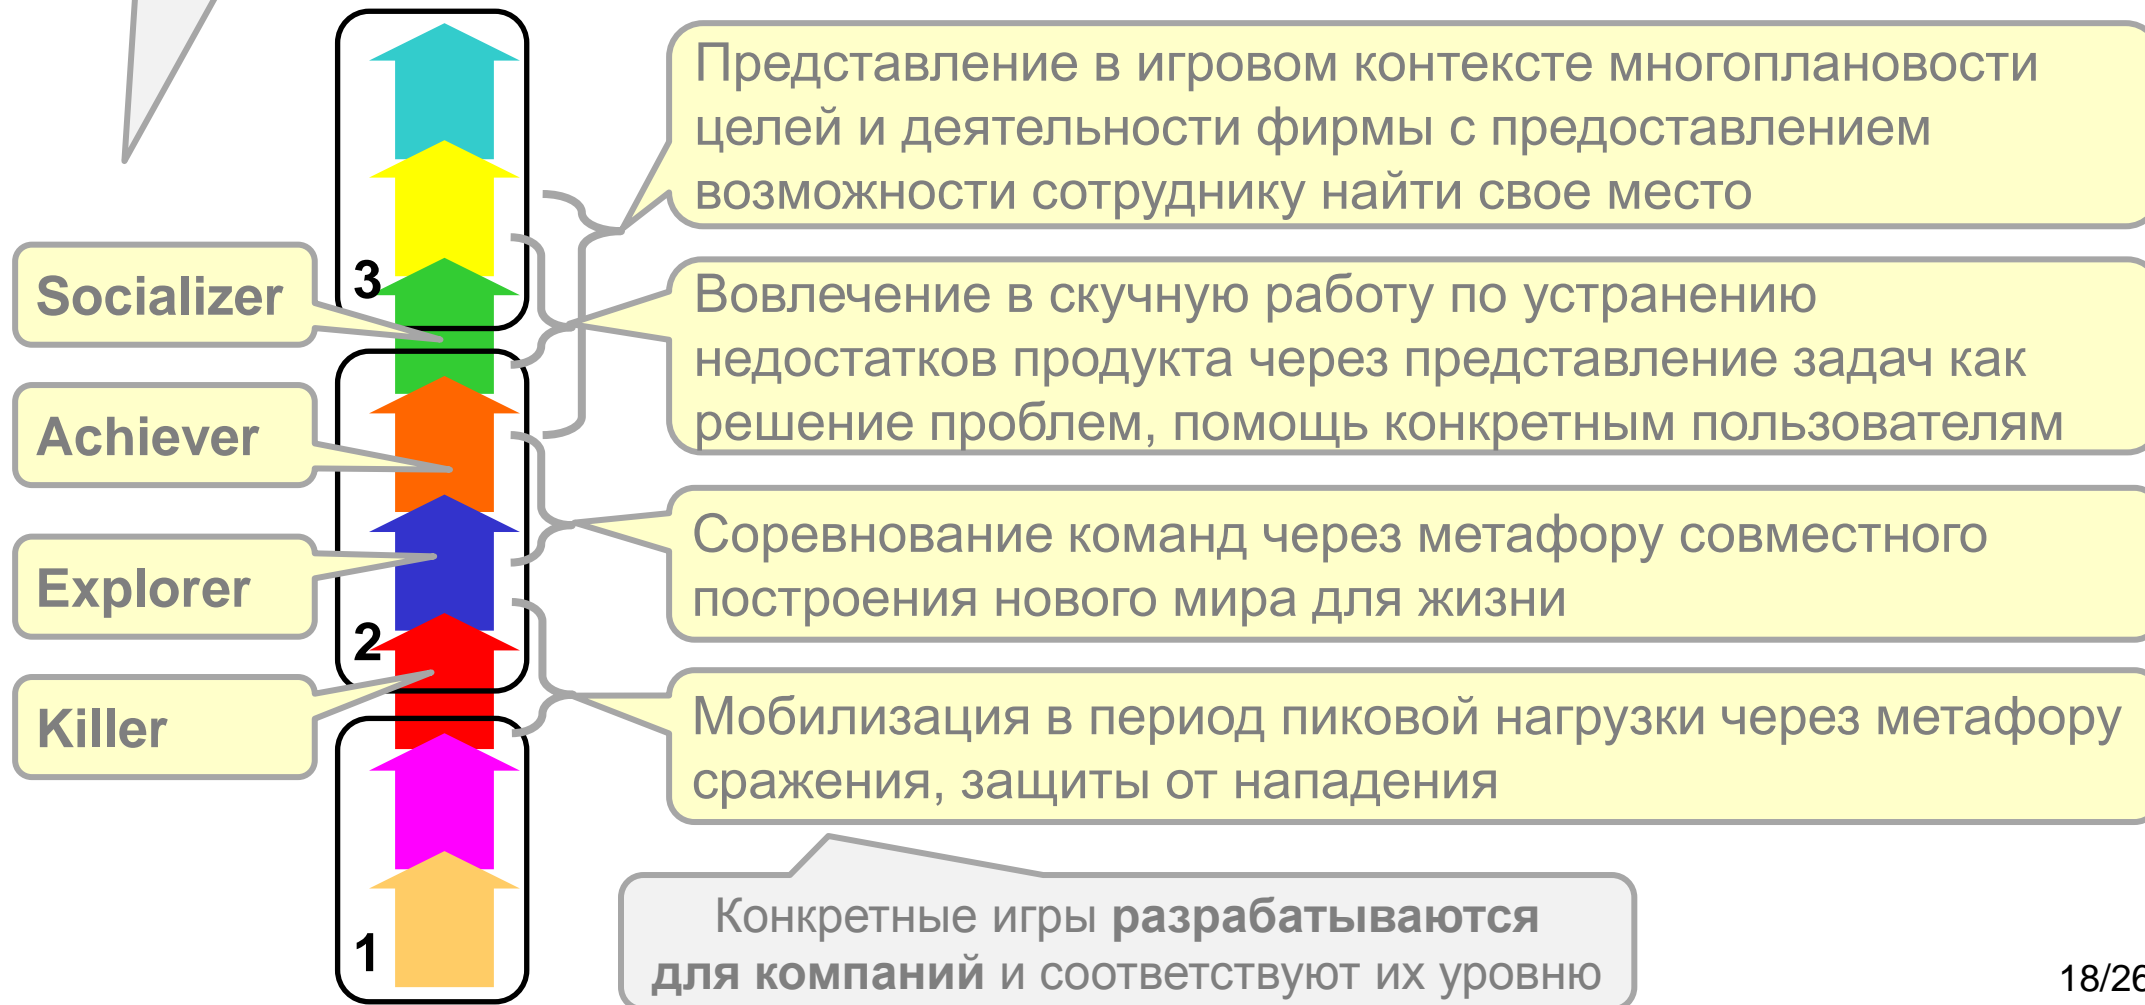 Представление в игровом контексте многоплановости
целей и деятельности фирмы с предоставлением
возможности сотруднику найти свое место
3
Socializer
Вовлечение в скучную работу по устранению
недостатков продукта через представление задач как
решение проблем, помощь конкретным пользователям
Achiever
Соревнование команд через метафору совместного
построения нового мира для жизни
Explorer
2
Killer
Мобилизация в период пиковой нагрузки через метафору
сражения, защиты от нападения
1
Конкретные игры разрабатываются
для компаний и соответствуют их уровню
18/26